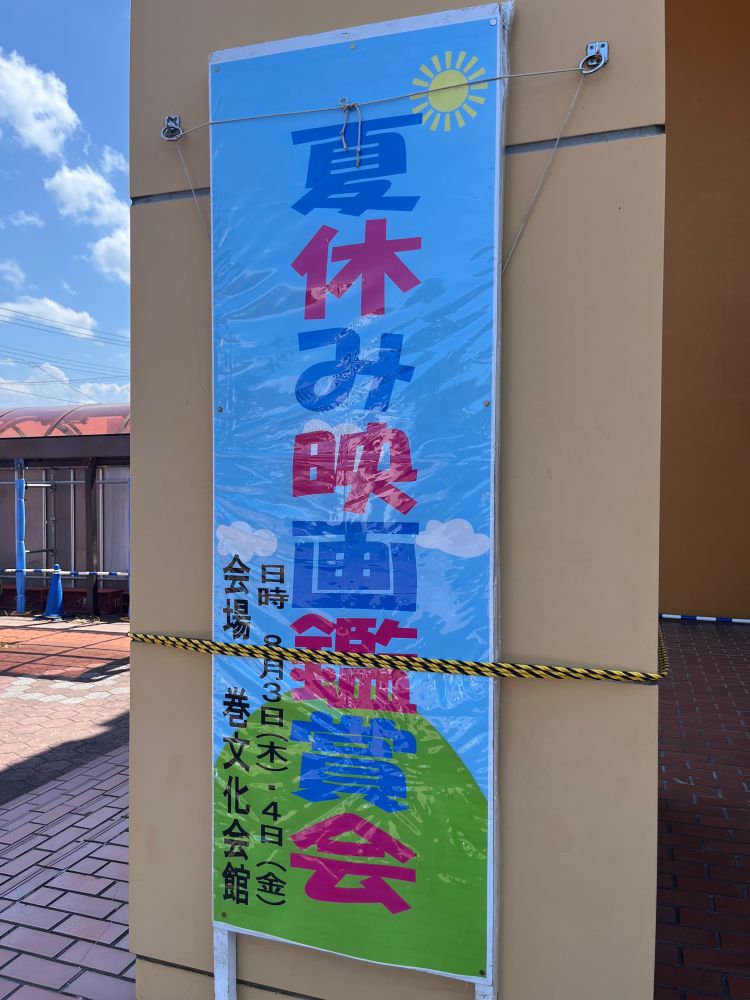 夏休み映画鑑賞会
日時 8月3日(木)・4日(金)
会場 巻文化会館